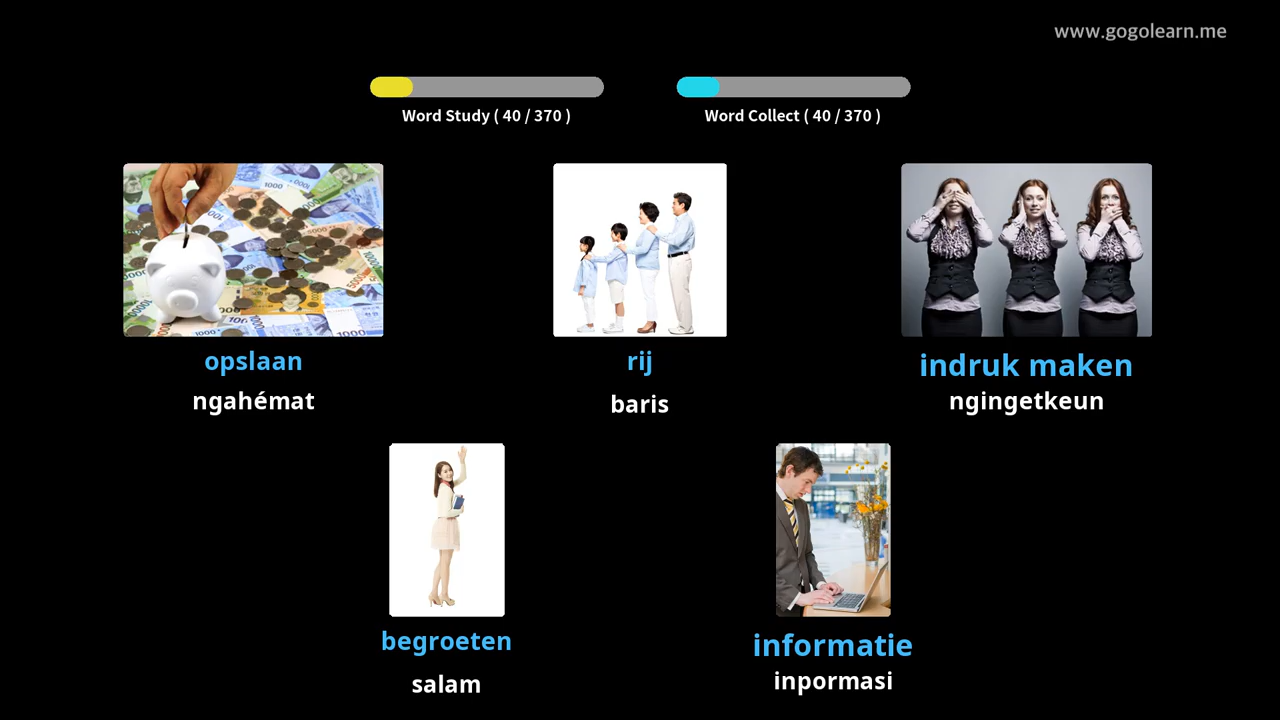 www.gogolearn.me
Word Study ( 40 / 370 )
Word Collect ( 40 / 370 )
opslaan
ngahémat
rij
baris
indruk maken
ngingetkeun
begroeten
salam
informatie
inpormasi